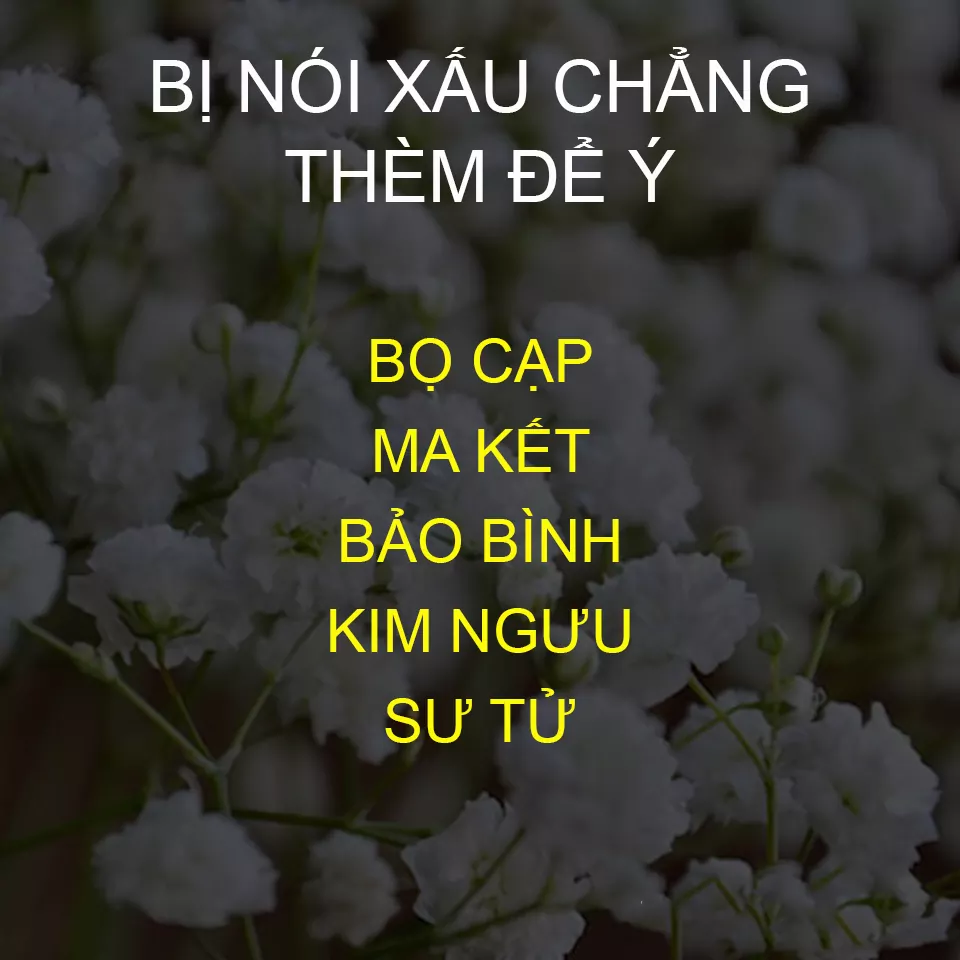 BỊ NÓI XẤU CHẲNG
THÈM ĐỂ Ý
BỌ CẠP
MA KẾT
BẢO BÌNH
KIM NGƯU
SƯ TỬ